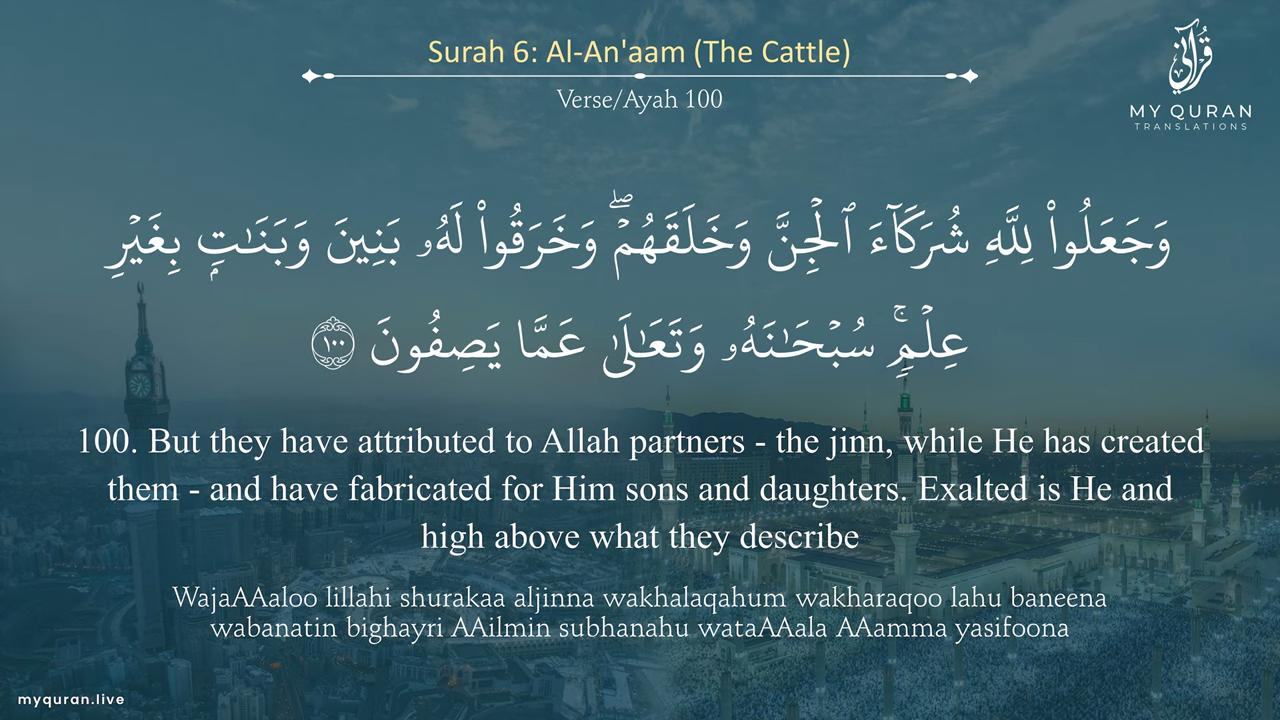 Surah 6: Al-An'aam (The Cattle)
Verse/Ayah 100
قرآني
MY QURAN
TRANSLATIONS
وَجَعَلُوا۟ لِلَّهِ شُرَكَآءَ ٱلْجِنَّ وَخَلَقَهُمْ ۖ وَخَرَقُوا۟ لَهُۥ بَنِينَ وَبَنَـٰتٍۭ بِغَيْرِ
عِلْمٍۢ ۚ سُبْحَـٰنَهُۥ وَتَعَـٰلَىٰ عَمَّا يَصِفُونَ ١٠٠
100. But they have attributed to Allah partners - the jinn, while He has created
them - and have fabricated for Him sons and daughters. Exalted is He and
high above what they describe
WajaAAaloo lillahi shurakaa aljinna wakhalaqahum wakharaqoo lahu baneena
wabanatin bighayri AAilmin subhanahu wataAAala AAamma yasifoona
myquran.live